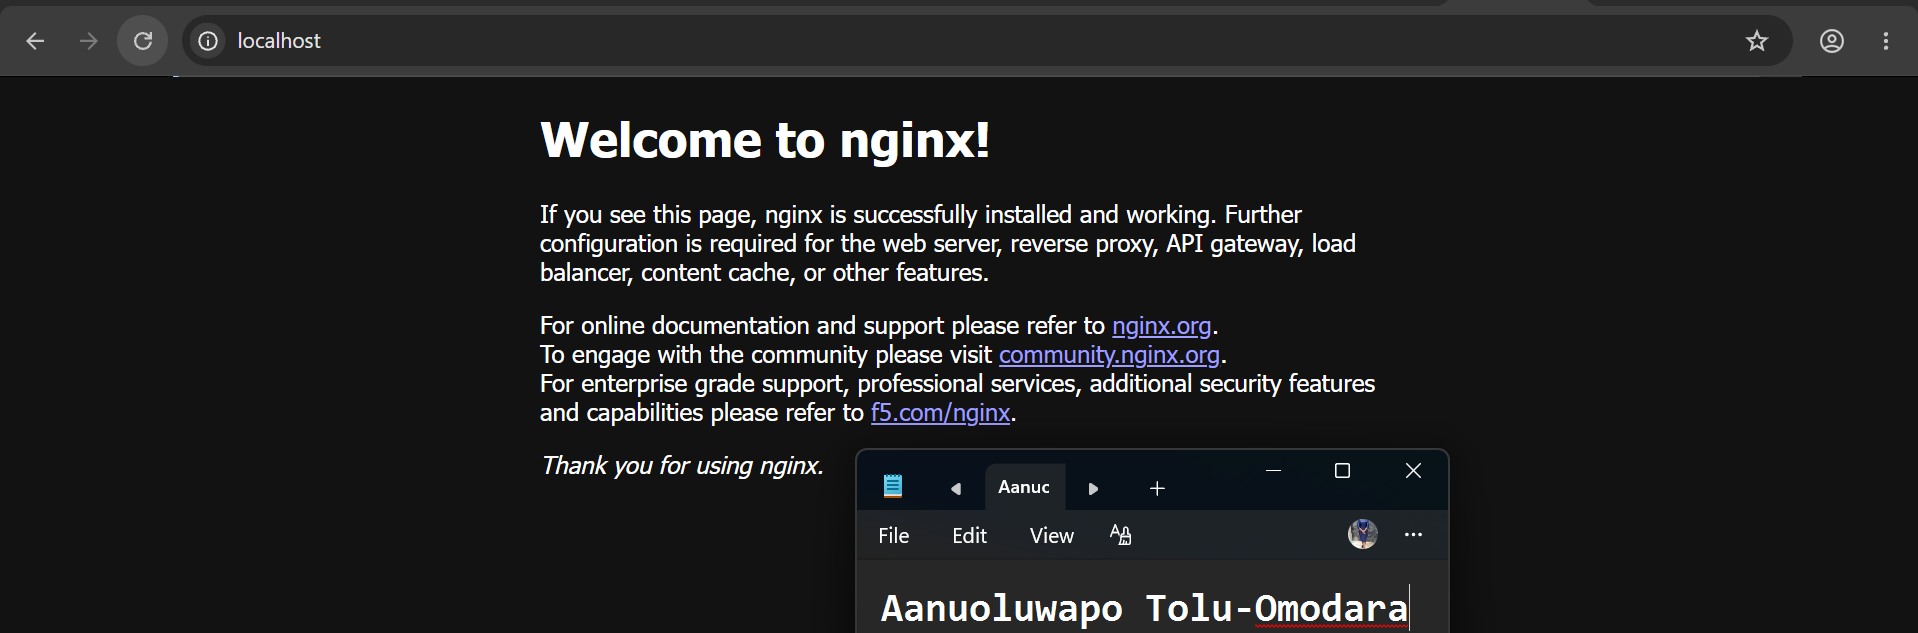 localhost
Welcome to nginx!
If you see this page, nginx is successfully installed and working. Further
configuration is required for the web server, reverse proxy, API gateway, load
balancer, content cache, or other features.
For online documentation and support please refer to nginx.org.
To engage with the community please visit community.nginx.org.
For enterprise grade support, professional services, additional security features
and capabilities please refer to f5.com/nginx.
Thank you for using nginx.
Aanuc
File Edit View
Aanuoluwapo Tolu-Omodara